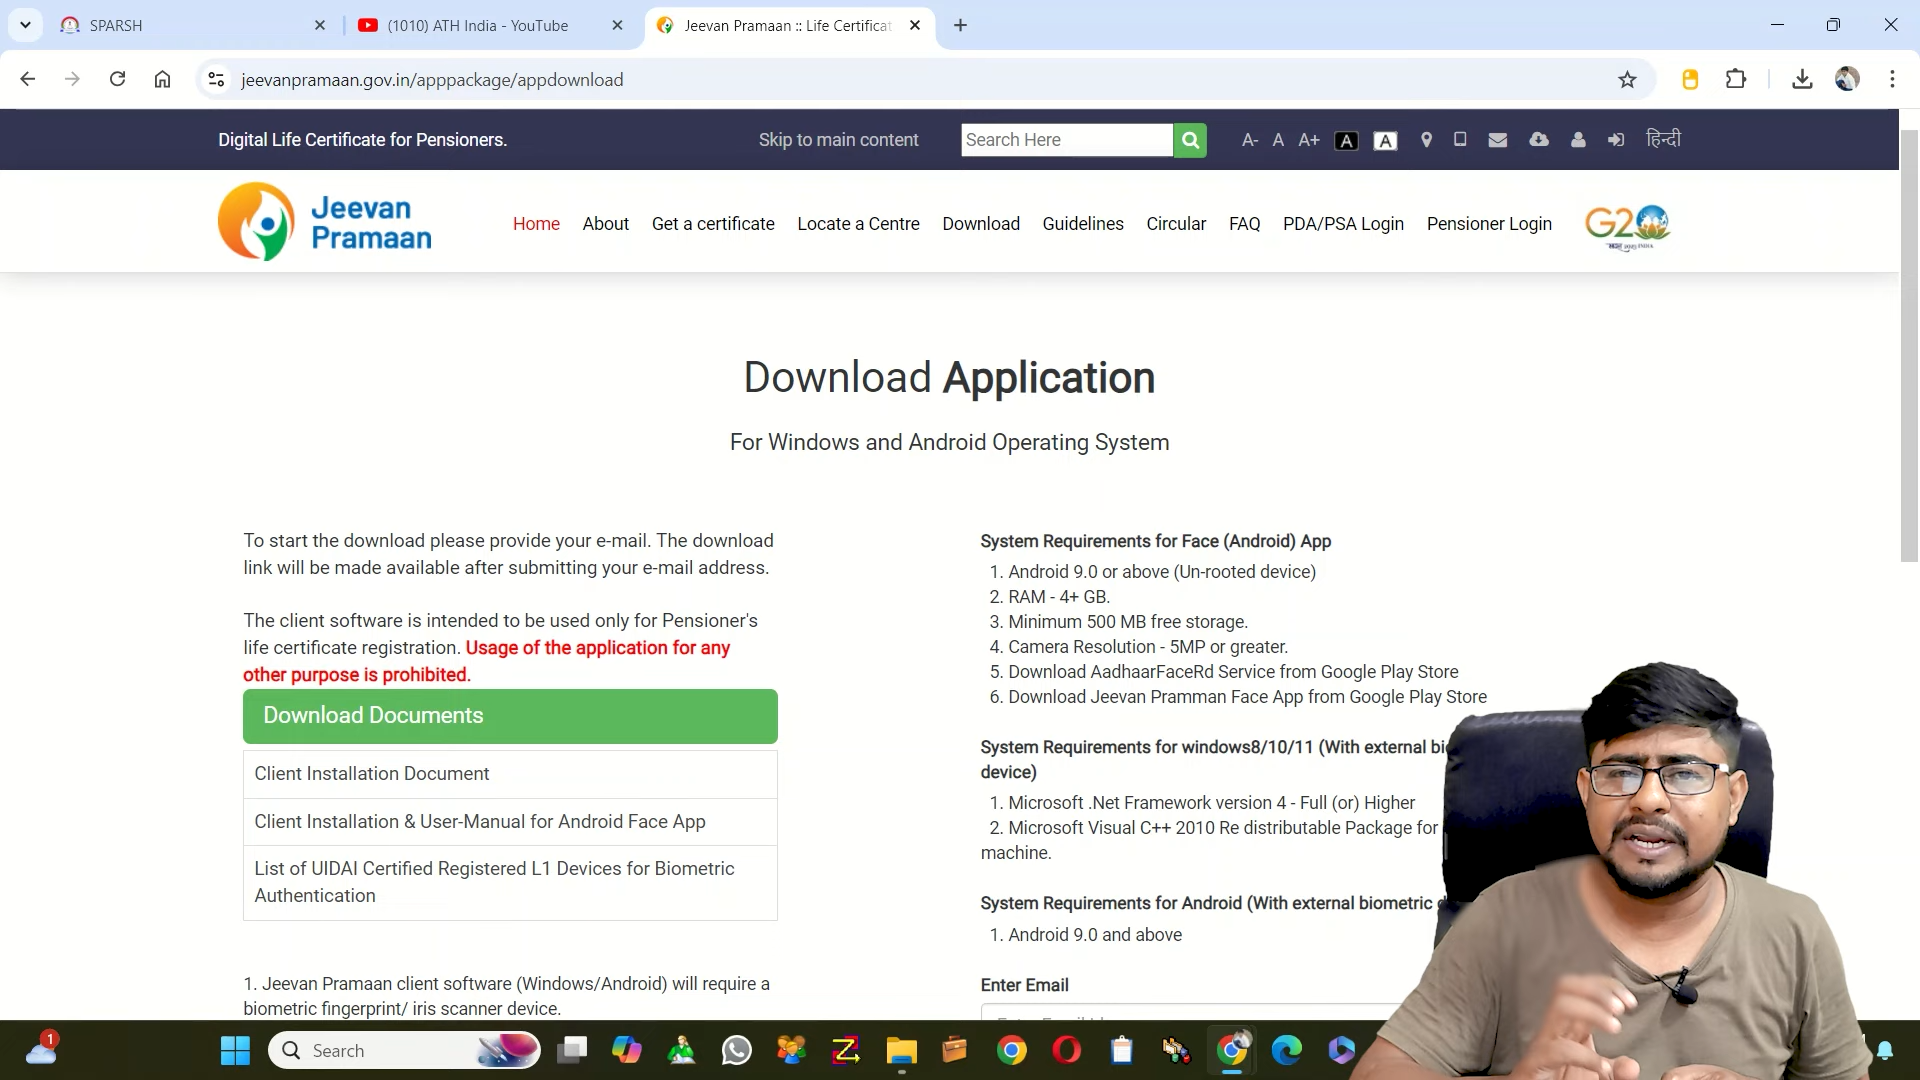 SPARSH
(1010) ATH India - YouTube
Jeevan Pramaan :: Life Certificat
jeevanpramaan.gov.in/apppackage/appdownload
Digital Life Certificate for Pensioners.
Skip to main content
Search Here
A- A A+ A A
हिन्दी
Jeevan
Pramaan
Home About Get a certificate Locate a Centre Download Guidelines Circular FAQ PDA/PSA Login Pensioner Login
G20
Download Application
For Windows and Android Operating System
To start the download please provide your e-mail. The download
link will be made available after submitting your e-mail address.
The client software is intended to be used only for Pensioner's
life certificate registration. Usage of the application for any
other purpose is prohibited.
Download Documents
Client Installation Document
Client Installation & User-Manual for Android Face App
List of UIDAI Certified Registered L1 Devices for Biometric
Authentication
1. Jeevan Pramaan client software (Windows/Android) will require a
biometric fingerprint/ iris scanner device.
System Requirements for Face (Android) App
1. Android 9.0 or above (Un-rooted device)
2. RAM - 4+ GB.
3. Minimum 500 MB free storage.
4. Camera Resolution - 5MP or greater.
5. Download AadhaarFaceRd Service from Google Play Store
6. Download Jeevan Pramman Face App from Google Play Store
System Requirements for windows8/10/11 (With external
device)
1. Microsoft .Net Framework version 4 - Full (or) Higher
2. Microsoft Visual C++ 2010 Re distributable Package for
machine.
System Requirements for Android (With external biometric
1. Android 9.0 and above
Enter Email
1
Search